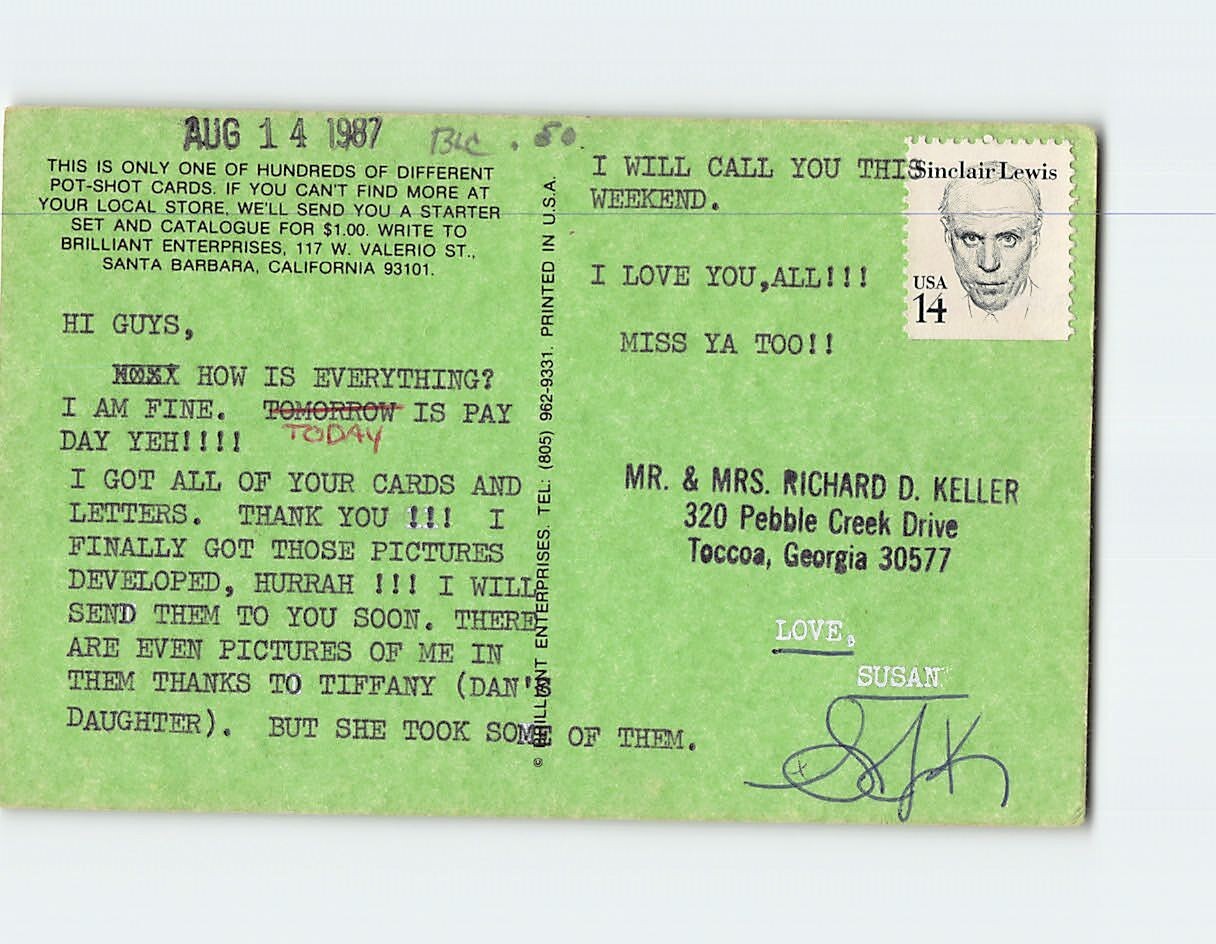 AUG 14 1987
BLC .50
THIS IS ONLY ONE OF HUNDREDS OF DIFFERENT
POT-SHOT CARDS. IF YOU CAN'T FIND MORE AT
YOUR LOCAL STORE, WE'LL SEND YOU A STARTER
SET AND CATALOGUE FOR $1.00. WRITE TO
BRILLIANT ENTERPRISES, 117 W. VALERIO ST.,
SANTA BARBARA, CALIFORNIA 93101.
HI GUYS,
HOW IS EVERYTHING?
I AM FINE. TOMORROW IS PAY
TODAY
DAY YEH!!!!
I GOT ALL OF YOUR CARDS AND
LETTERS. THANK YOU !!! I
FINALLY GOT THOSE PICTURES
DEVELOPED, HURRAH !!! I WILL
SEND THEM TO YOU SOON. THERE
ARE EVEN PICTURES OF ME IN
THEM THANKS TO TIFFANY (DAN'S
DAUGHTER). BUT SHE TOOK SOME OF THEM.
© BRILLIANT ENTERPRISES. TEL: (805) 962-9331. PRINTED IN U.S.A.
I WILL CALL YOU THIS
WEEKEND.
I LOVE YOU,ALL!!!
MISS YA TOO!!
Sinclair Lewis
USA
14
MR. & MRS. RICHARD D. KELLER
320 Pebble Creek Drive
Toccoa, Georgia 30577
LOVE,
SUSAN